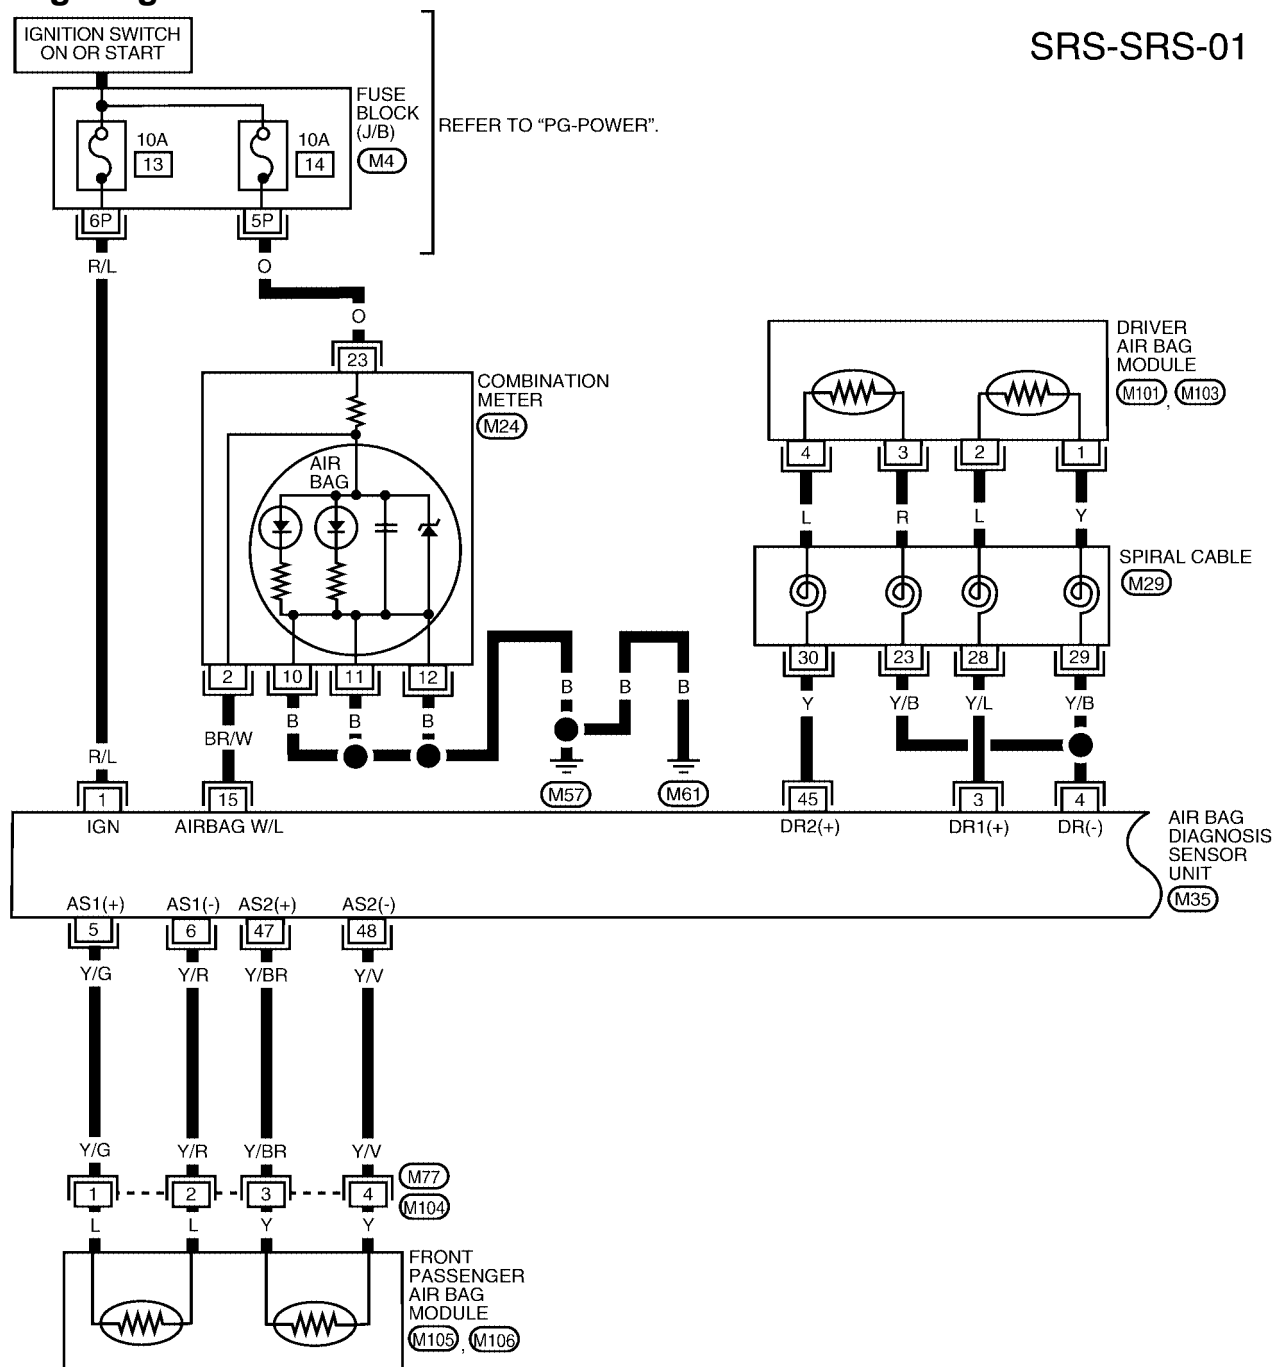 SRS-SRS-01
IGNITION SWITCH
ON OR START
FUSE
BLOCK
(J/B)
M4
REFER TO “PG-POWER”.
10A
13
10A
14
6P
5P
R/L
O
O
23
COMBINATION
METER
M24
AIR
BAG
DRIVER
AIR BAG
MODULE
M101 , M103
4 3 2 1
L R L Y
SPIRAL CABLE
M29
30 23 28 29
Y Y/B Y/L Y/B
2 10 11 12
BR/W B B B
B B B
M57 M61
R/L
1 15 45 3 4
IGN AIRBAG W/L DR2(+) DR1(+) DR(-)
AIR BAG
DIAGNOSIS
SENSOR
UNIT
M35
AS1(+) AS1(-) AS2(+) AS2(-)
5 6 47 48
Y/G Y/R Y/BR Y/V
Y/G Y/R Y/BR Y/V
M77
1 2 3 4
M104
L L Y Y
FRONT
PASSENGER
AIR BAG
MODULE
M105 , M106